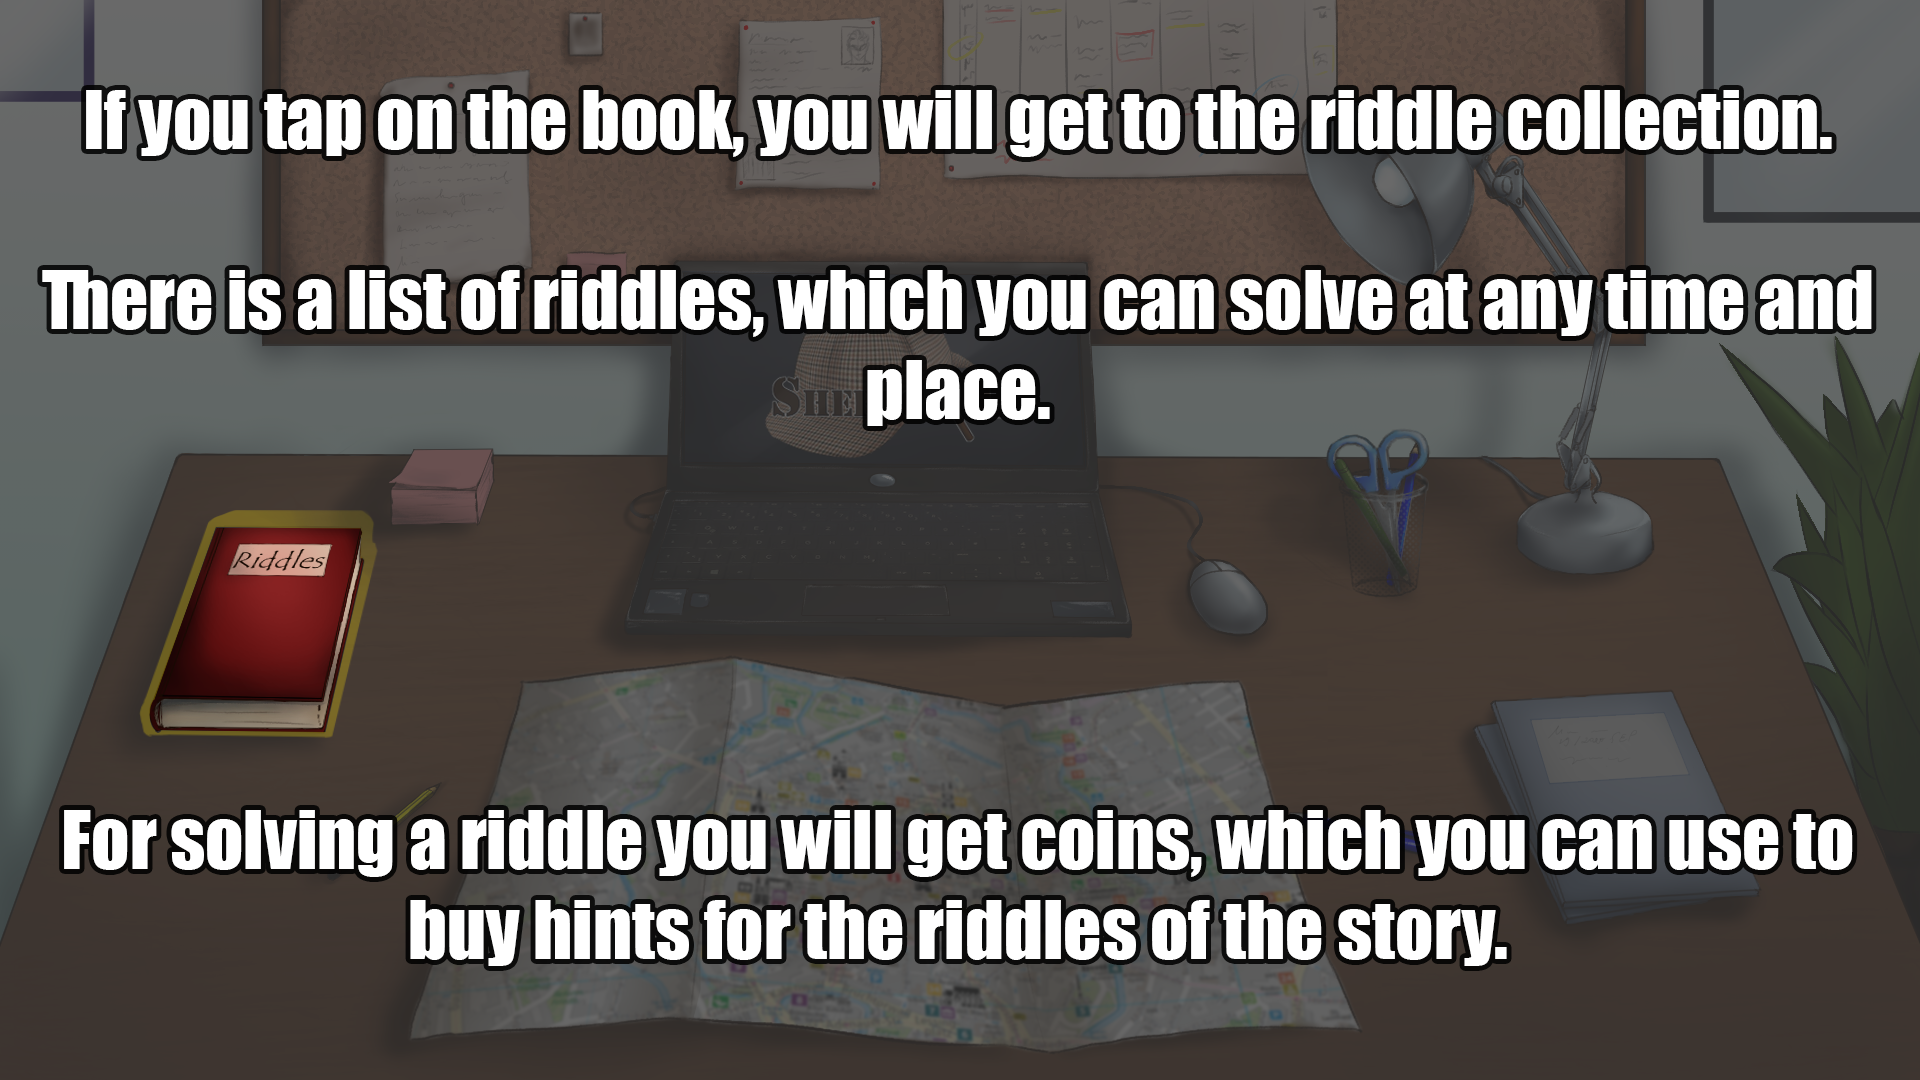 If you tap on the book, you will get to the riddle collection.
There is a list of riddles, which you can solve at any time and
place.
Riddles
For solving a riddle you will get coins, which you can use to
buy hints for the riddles of the story.